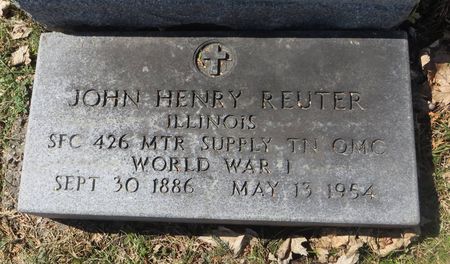 JOHN HENRY REUTER
ILLINOIS
SFC 426 MTR SUPPLY TN QMC
WORLD WAR I
SEPT 30 1886 MAY 13 1954